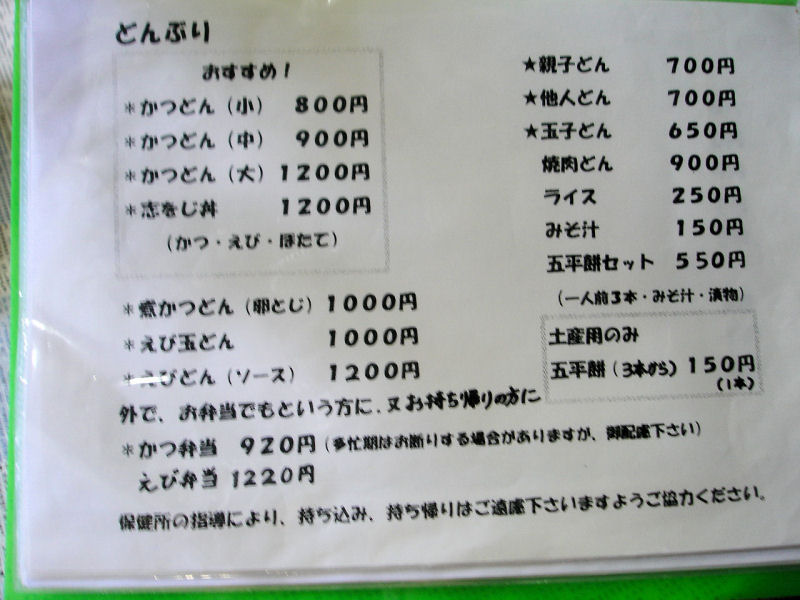 どんぶり
おすすめ！
＊かつどん（小） ８００円
＊かつどん（中） ９００円
＊かつどん（大） １２００円
＊志をじ丼 １２００円
（かつ・えび・ほたて）
＊煮かつどん（卵とじ） １０００円
＊えび玉どん １０００円
＊えびどん（ソース） １２００円
★親子どん ７００円
★他人どん ７００円
★玉子どん ６５０円
焼肉どん ９００円
ライス ２５０円
みそ汁 １５０円
五平餅セット ５５０円
（一人前３本・みそ汁・漬物）
土産用のみ
五平餅（３本から） １５０円
（１本）
外で、お弁当でもという方に．又お持ち帰りの方に
＊かつ弁当 ９２０円（多忙期はお断りする場合がありますが、御配慮下さい）
えび弁当 １２２０円
保健所の指導により、持ち込み、持ち帰りはご遠慮下さいますようご協力ください。